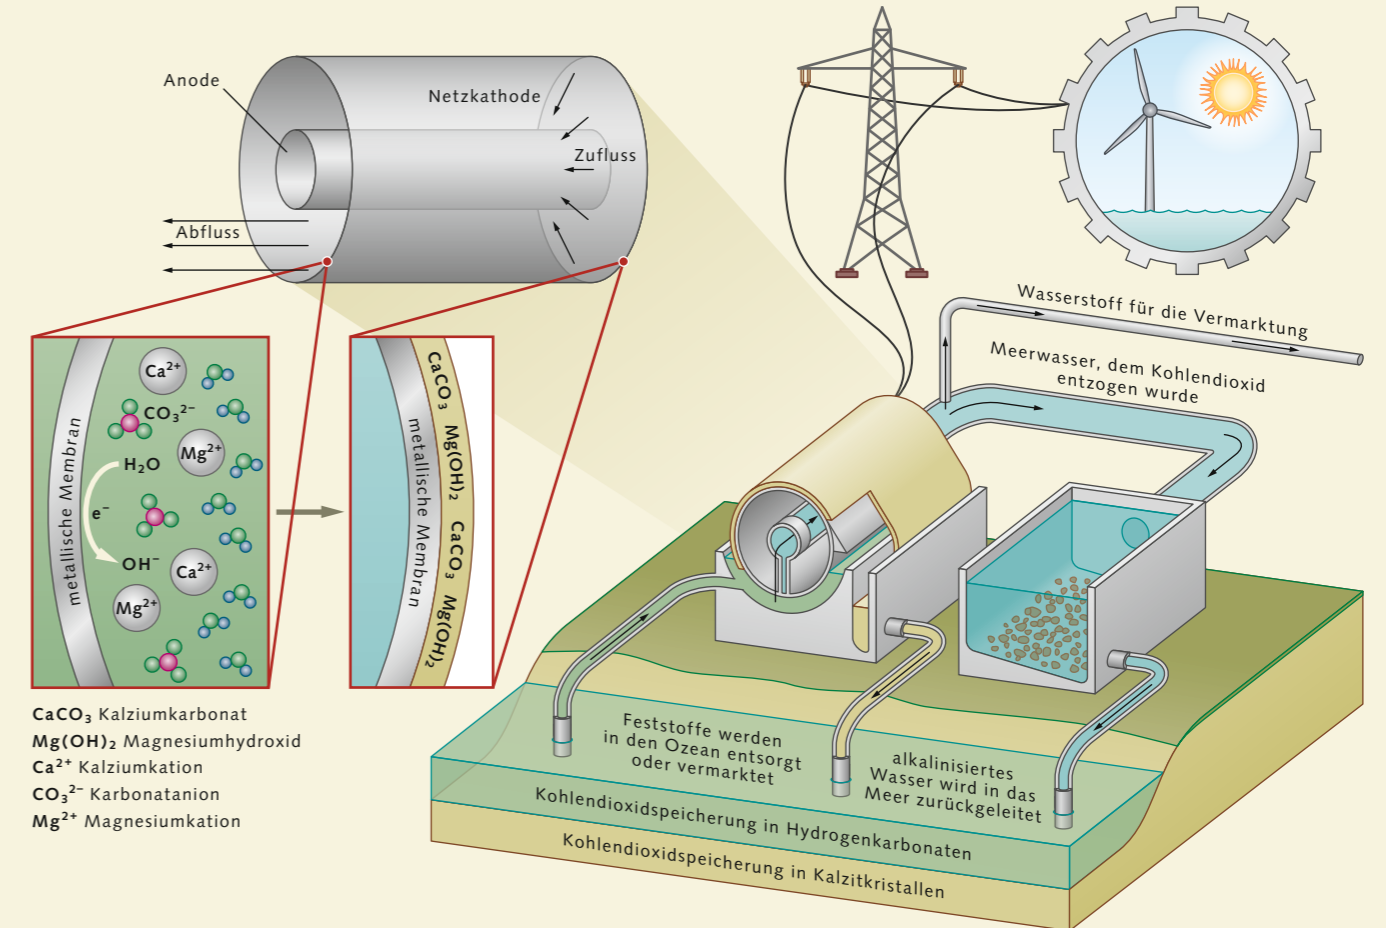 Anode
Netzkathode
Zufluss
Abfluss
Wasserstoff für die Vermarktung
Meerwasser, dem Kohlendioxid
entzogen wurde
metallische Membran
Ca²⁺
CO₃²⁻
Mg²⁺
H₂O
e⁻
OH⁻
Ca²⁺
Mg²⁺
metallische Membran
CaCO₃
Mg(OH)₂
CaCO₃
Mg(OH)₂
CaCO₃ Kalziumkarbonat
Mg(OH)₂ Magnesiumhydroxid
Ca²⁺ Kalziumkation
CO₃²⁻ Karbonatanion
Mg²⁺ Magnesiumkation
Feststoffe werden
in den Ozean entsorgt
oder vermarktet
alkalinisiertes
Wasser wird in das
Meer zurückgeleitet
Kohlendioxidspeicherung in Hydrogenkarbonaten
Kohlendioxidspeicherung in Kalzitkristallen